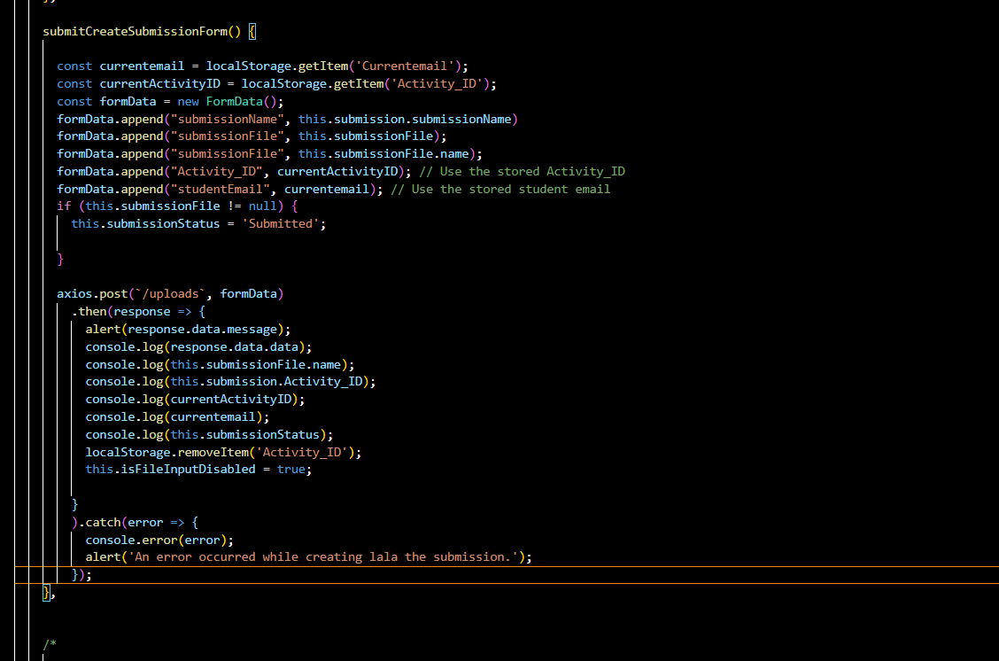 submitCreateSubmissionForm() {
const currentemail = localStorage.getItem('Currentemail');
const currentActivityID = localStorage.getItem('Activity_ID');
const formData = new FormData();
formData.append("submissionName", this.submission.submissionName)
formData.append("submissionFile", this.submissionFile);
formData.append("submissionFile", this.submissionFile.name);
formData.append("Activity_ID", currentActivityID); // Use the stored Activity_ID
formData.append("studentEmail", currentemail); // Use the stored student email
if (this.submissionFile != null) {
this.submissionStatus = 'Submitted';
}
axios.post(`/uploads`, formData)
.then(response => {
alert(response.data.message);
console.log(response.data.data);
console.log(this.submissionFile.name);
console.log(this.submission.Activity_ID);
console.log(currentActivityID);
console.log(currentemail);
console.log(this.submissionStatus);
localStorage.removeItem('Activity_ID');
this.isFileInputDisabled = true;
}
).catch(error => {
console.error(error);
alert('An error occurred while creating lala the submission.');
});
},
/*